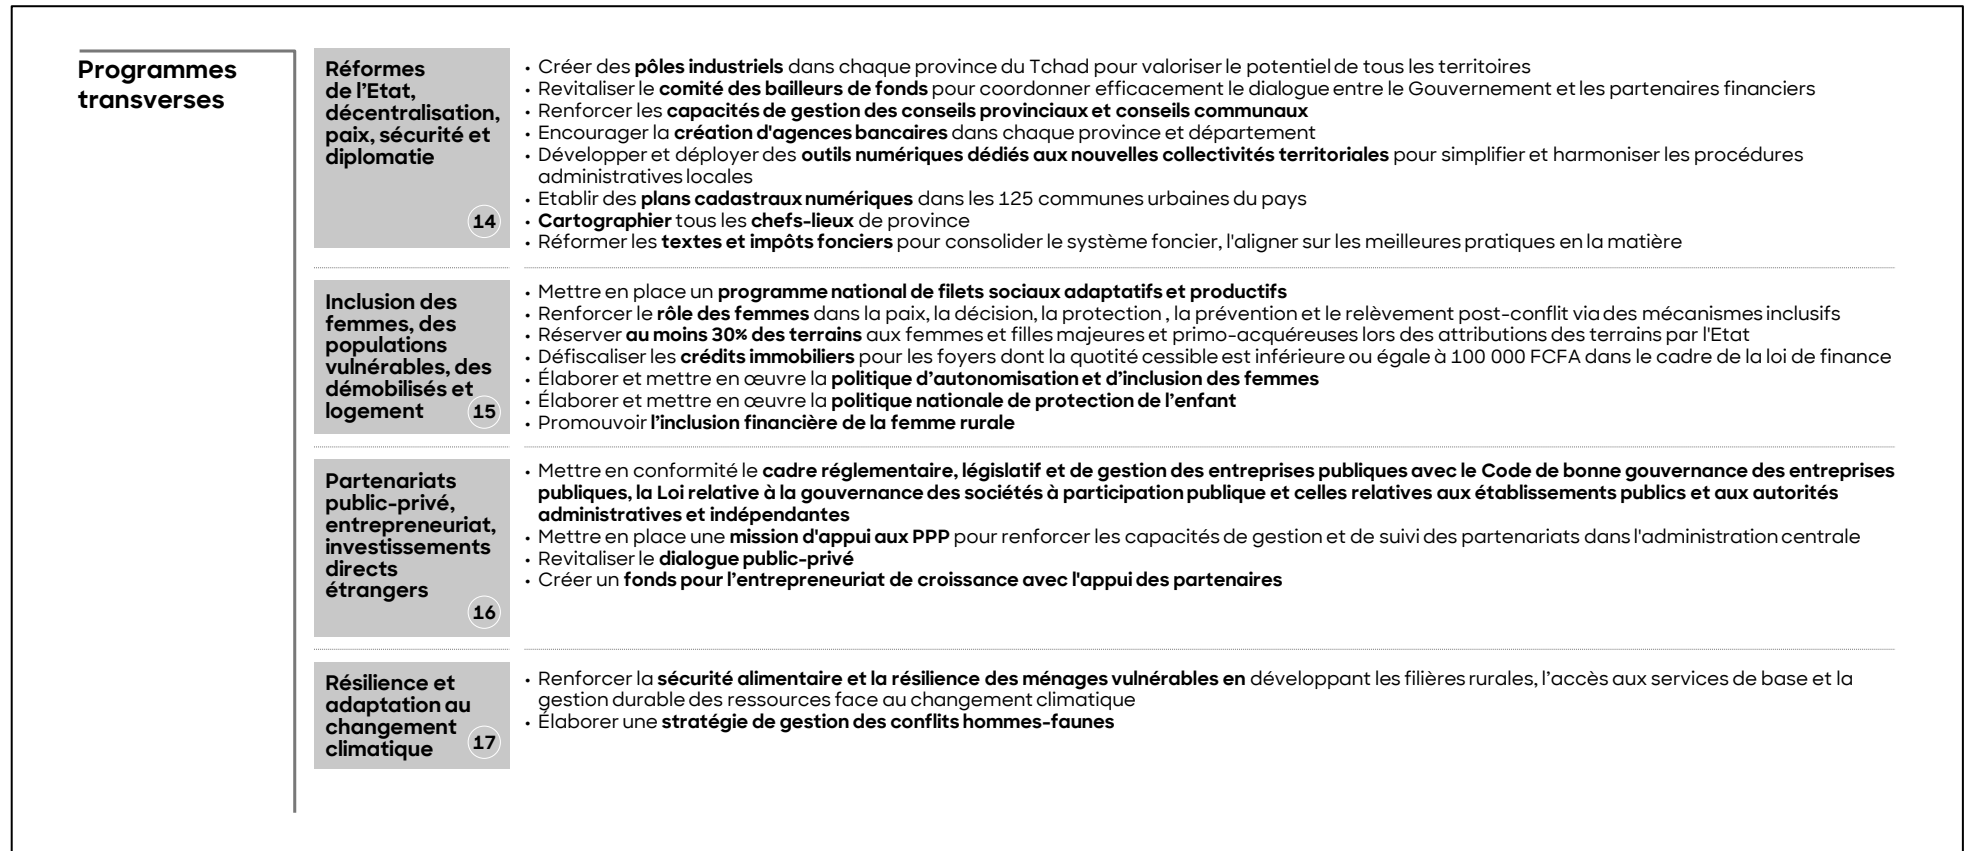 Programmes
transverses
Réformes
de l'Etat,
décentralisation,
paix, sécurité et
diplomatie
14
• Créer des pôles industriels dans chaque province du Tchad pour valoriser le potentiel de tous les territoires
• Revitaliser le comité des bailleurs de fonds pour coordonner efficacement le dialogue entre le Gouvernement et les partenaires financiers
• Renforcer les capacités de gestion des conseils provinciaux et conseils communaux
• Encourager la création d'agences bancaires dans chaque province et département
• Développer et déployer des outils numériques dédiés aux nouvelles collectivités territoriales pour simplifier et harmoniser les procédures
administratives locales
• Etablir des plans cadastraux numériques dans les 125 communes urbaines du pays
• Cartographier tous les chefs-lieux de province
• Réformer les textes et impôts fonciers pour consolider le système foncier, l'aligner sur les meilleures pratiques en la matière
Inclusion des
femmes, des
populations
vulnérables, des
démobilisés et
logement
15
• Mettre en place un programme national de filets sociaux adaptatifs et productifs
• Renforcer le rôle des femmes dans la paix, la décision, la protection , la prévention et le relèvement post-conflit via des mécanismes inclusifs
• Réserver au moins 30% des terrains aux femmes et filles majeures et primo-acquéreuses lors des attributions des terrains par l'Etat
• Défiscaliser les crédits immobiliers pour les foyers dont la quotité cessible est inférieure ou égale à 100 000 FCFA dans le cadre de la loi de finance
• Élaborer et mettre en œuvre la politique d'autonomisation et d'inclusion des femmes
• Élaborer et mettre en œuvre la politique nationale de protection de l'enfant
• Promouvoir l'inclusion financière de la femme rurale
Partenariats
public-privé,
entrepreneuriat,
investissements
directs
étrangers
16
• Mettre en conformité le cadre réglementaire, législatif et de gestion des entreprises publiques avec le Code de bonne gouvernance des entreprises
publiques, la Loi relative à la gouvernance des sociétés à participation publique et celles relatives aux établissements publics et aux autorités
administratives et indépendantes
• Mettre en place une mission d'appui aux PPP pour renforcer les capacités de gestion et de suivi des partenariats dans l'administration centrale
• Revitaliser le dialogue public-privé
• Créer un fonds pour l'entrepreneuriat de croissance avec l'appui des partenaires
Résilience et
adaptation au
changement
climatique
17
• Renforcer la sécurité alimentaire et la résilience des ménages vulnérables en développant les filières rurales, l'accès aux services de base et la
gestion durable des ressources face au changement climatique
• Élaborer une stratégie de gestion des conflits hommes-faunes